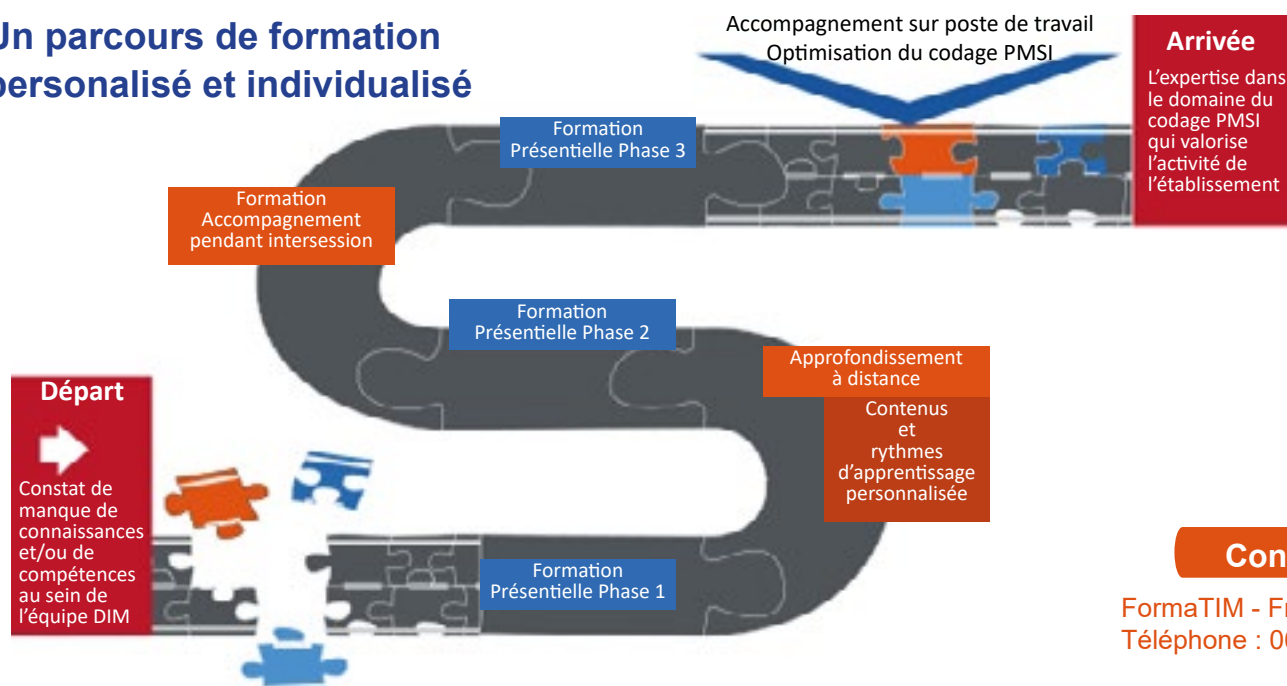 Un parcours de formation
personalisé et individualisé
Accompagnement sur poste de travail
Optimisation du codage PMSI
Arrivée
L'expertise dans
le domaine du
codage PMSI
qui valorise
l'activité de
l'établissement
Formation
Présentielle Phase 3
Formation
Accompagnement
pendant intersession
Formation
Présentielle Phase 2
Approfondissement
à distance
Contenus
et
rythmes
d'apprentissage
personnalisée
Départ
Constat de
manque de
connaissances
et/ou de
compétences
au sein de
l'équipe DIM
Formation
Présentielle Phase 1
FormaTIM -
Téléphone :